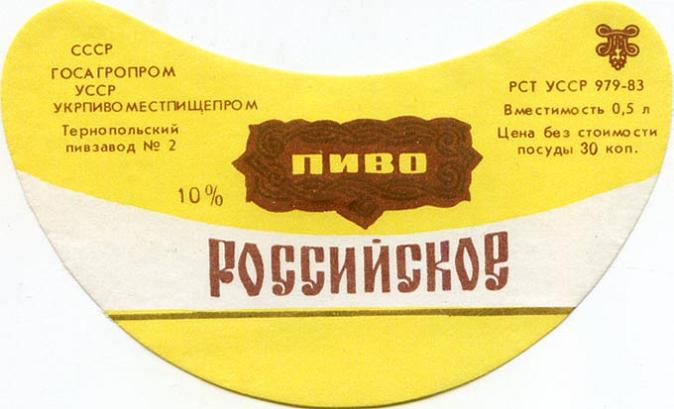 СССР
ГОСАГРОПРОМ
УССР
УКРПИВОМЕСТПИЩЕПРОМ
Тернопольский
пивзавод № 2
10%
ПИВО
РОССИЙСКОЕ
РСТ УССР 979-83
Вместимость 0,5 л
Цена без стоимости
посуды 30 коп.